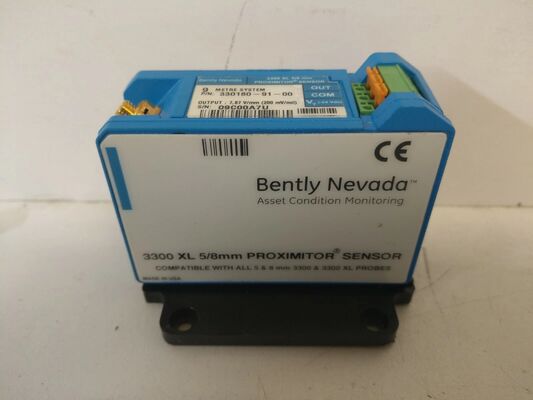 Bently Nevada
3300 XL 5/8 mm
PROXIMITOR® SENSOR
9 METRE SYSTEM
P/N: 330180-91-00
OUTPUT: 7.87 V/mm (200 mV/mil)
S/N: 09C00A7U
OUT
COM
CE
Bently Nevada™
Asset Condition Monitoring
3300 XL 5/8mm PROXIMITOR® SENSOR
COMPATIBLE WITH ALL 5 & 8 mm 3300 & 3300 XL PROBES
MADE IN USA